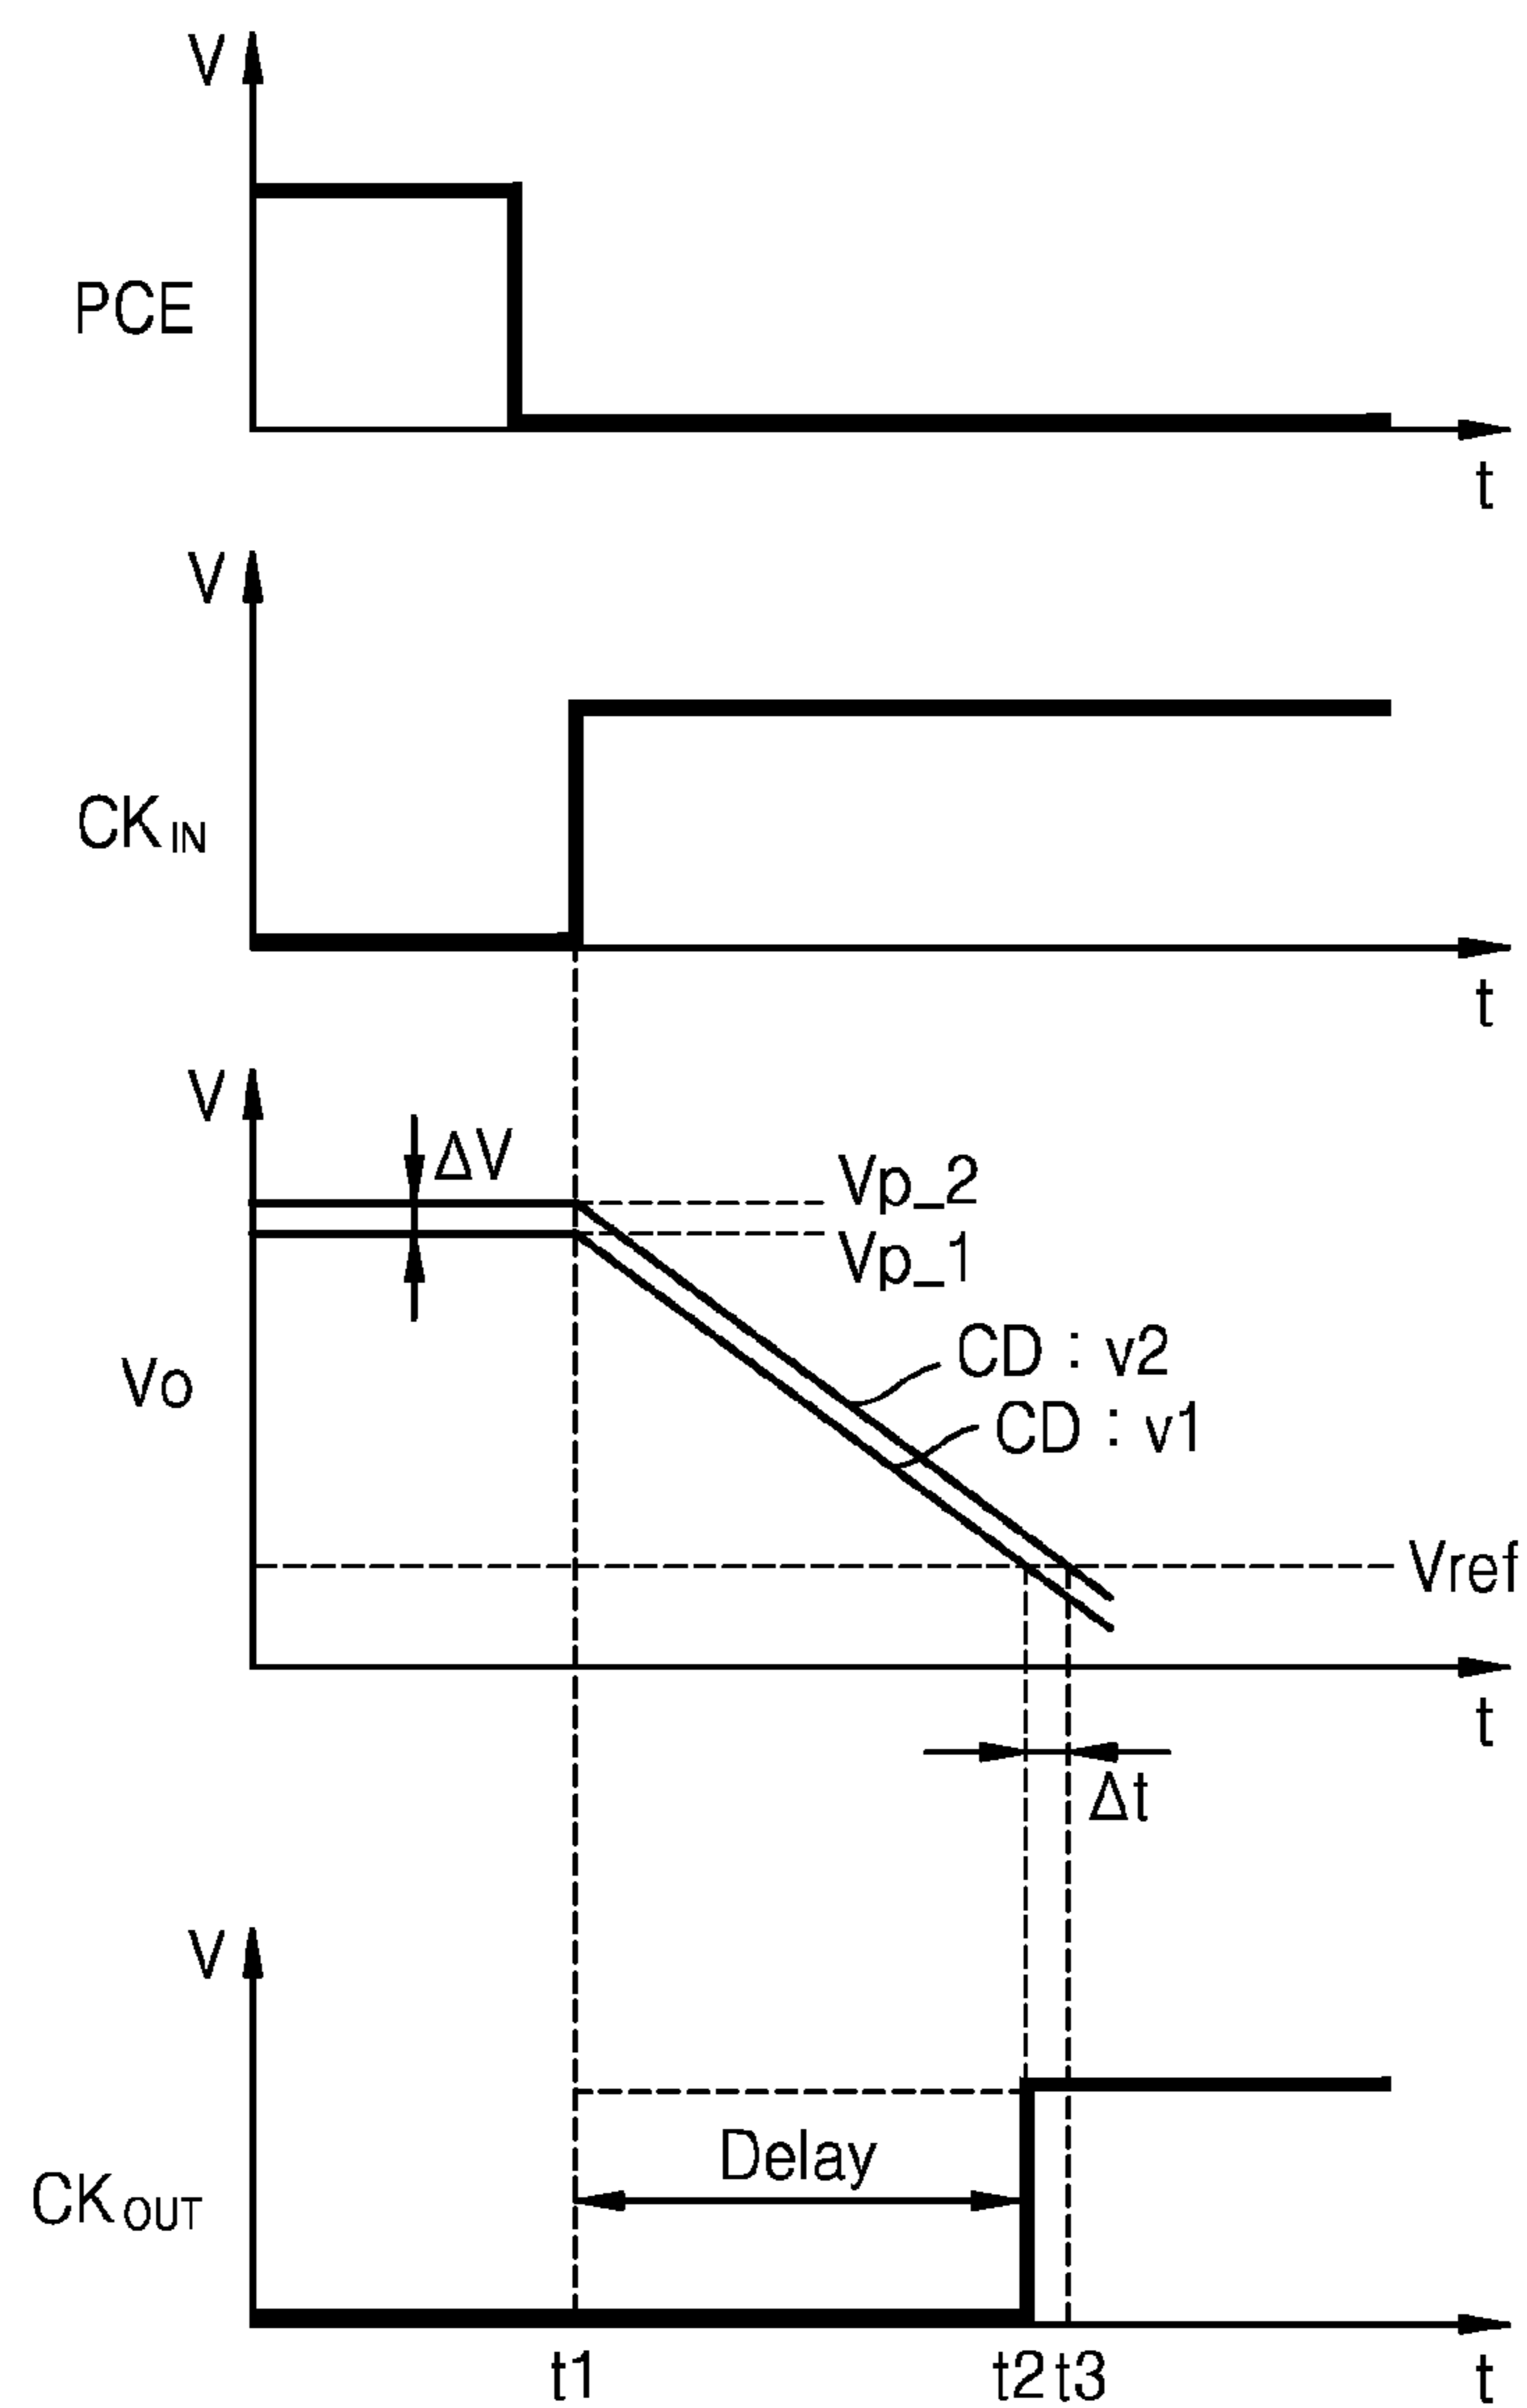 V
PCE
t
V
CKIN
t
V
ΔV
Vp_2
Vp_1
Vo
CD : v2
CD : v1
Vref
t
Δt
V
Delay
CKOUT
t1
t2
t3
t